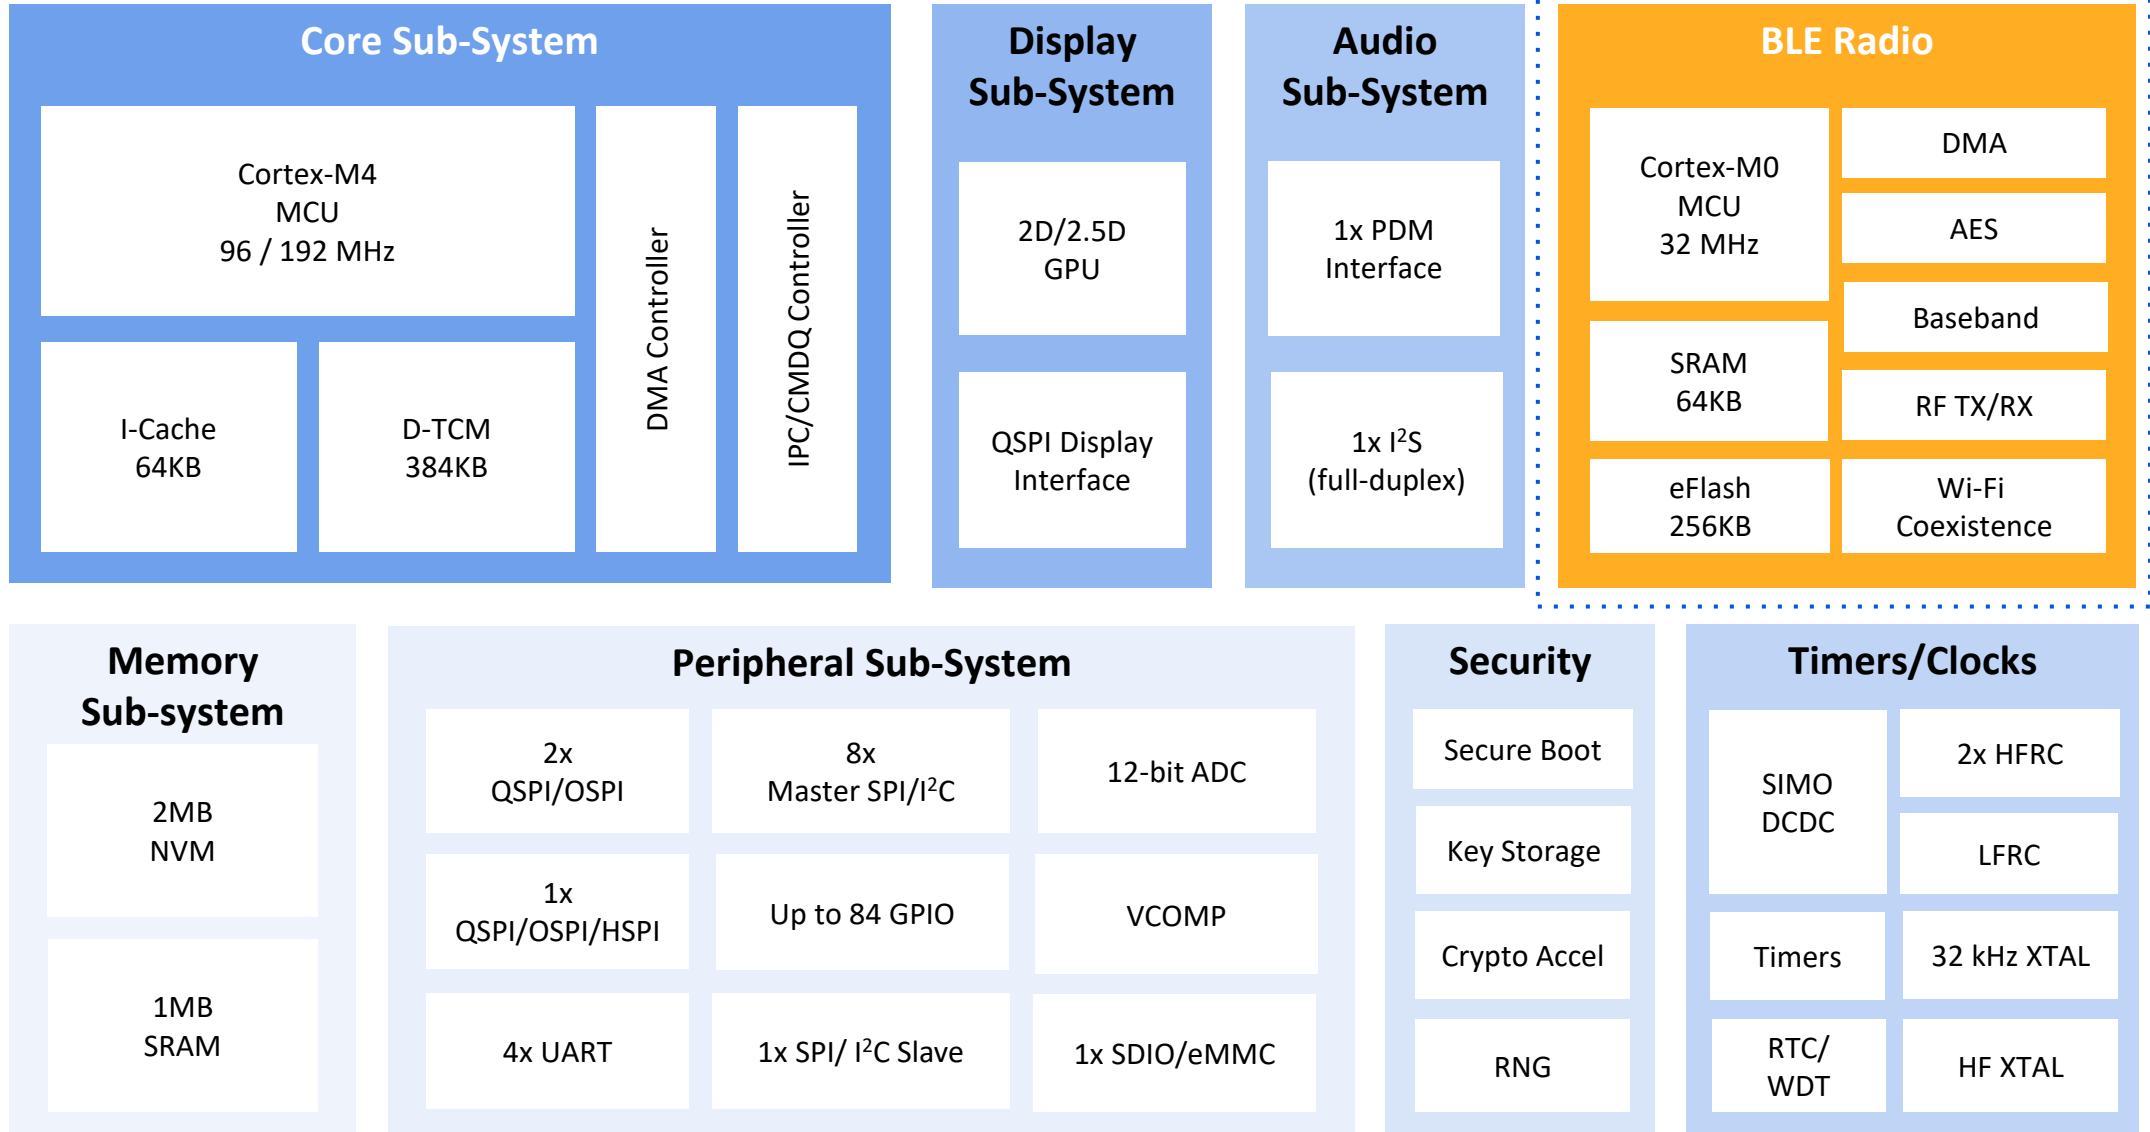 Core Sub-System
Cortex-M4
MCU
96 / 192 MHz
I-Cache
64KB
D-TCM
384KB
DMA Controller
IPC/CMDQ Controller
Display
Sub-System
2D/2.5D
GPU
QSPI Display
Interface
Audio
Sub-System
1x PDM
Interface
1x I²S
(full-duplex)
BLE Radio
Cortex-M0
MCU
32 MHz
SRAM
64KB
eFlash
256KB
DMA
AES
Baseband
RF TX/RX
Wi-Fi
Coexistence
Memory
Sub-system
2MB
NVM
1MB
SRAM
Peripheral Sub-System
2x
QSPI/OSPI
8x
Master SPI/I²C
12-bit ADC
1x
QSPI/OSPI/HSPI
Up to 84 GPIO
VCOMP
4x UART
1x SPI/ I²C Slave
1x SDIO/eMMC
Security
Secure Boot
Key Storage
Crypto Accel
RNG
Timers/Clocks
SIMO
DCDC
2x HFRC
LFRC
Timers
32 kHz XTAL
RTC/
WDT
HF XTAL